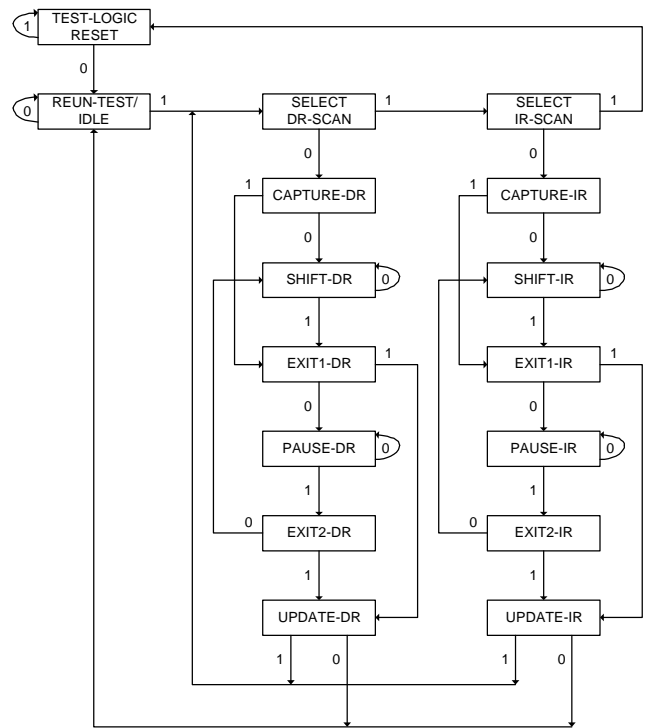 TEST-LOGIC
RESET
1
0
REUN-TEST/
IDLE
0
1
SELECT
DR-SCAN
1
SELECT
IR-SCAN
1
0
0
1
CAPTURE-DR
1
CAPTURE-IR
0
0
SHIFT-DR
0
SHIFT-IR
0
1
1
EXIT1-DR
1
EXIT1-IR
1
0
0
PAUSE-DR
0
PAUSE-IR
0
1
1
0
EXIT2-DR
0
EXIT2-IR
1
1
UPDATE-DR
UPDATE-IR
1
0
1
0